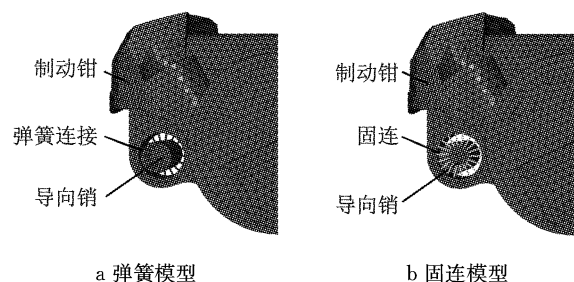 制动钳
弹簧连接
导向销
a 弹簧模型
制动钳
固连
导向销
b 固连模型